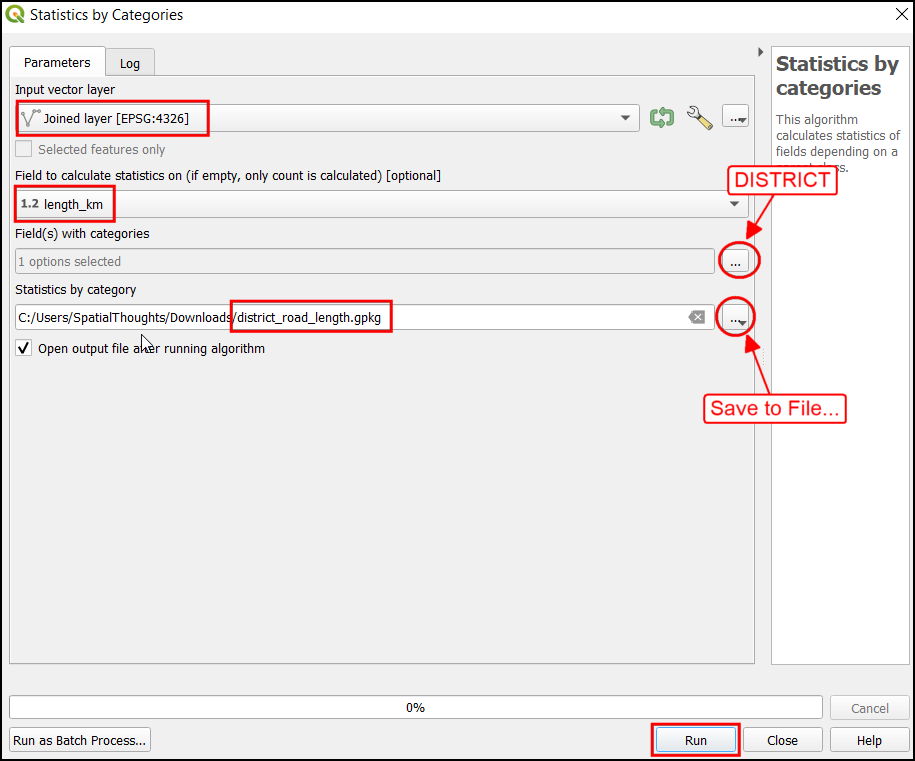 Statistics by Categories
Parameters
Log
Input vector layer
Joined layer [EPSG:4326]
...
Selected features only
Field to calculate statistics on (if empty, only count is calculated) [optional]
1.2 length_km
Field(s) with categories
1 options selected
...
Statistics by category
C:/Users/SpatialThoughts/Downloads/district_road_length.gpkg
...
Open output file after running algorithm
DISTRICT
Save to File...
Statistics by
categories
This algorithm
calculates statistics of
fields depending on a
0%
Cancel
Run as Batch Process...
Run
Close
Help